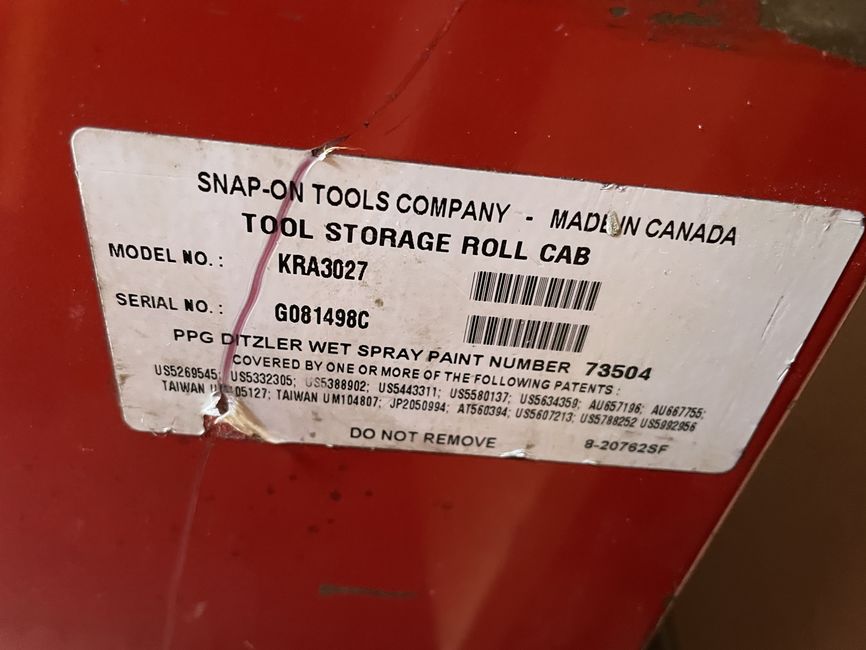 SNAP-ON TOOLS COMPANY - MADE IN CANADA
TOOL STORAGE ROLL CAB
MODEL NO.: KRA3027
SERIAL NO.: G081498C
PPG DITZLER WET SPRAY PAINT NUMBER 73504
COVERED BY ONE OR MORE OF THE FOLLOWING PATENTS:
US5269545; US5332305; US5388902; US5443311; US5580137; US5634359; AU657196; AU667755;
TAIWAN TAIWAN UM104807; JP2050994; AT560394; US5607213; US5788252 US5992956
DO NOT REMOVE 8-20762SF